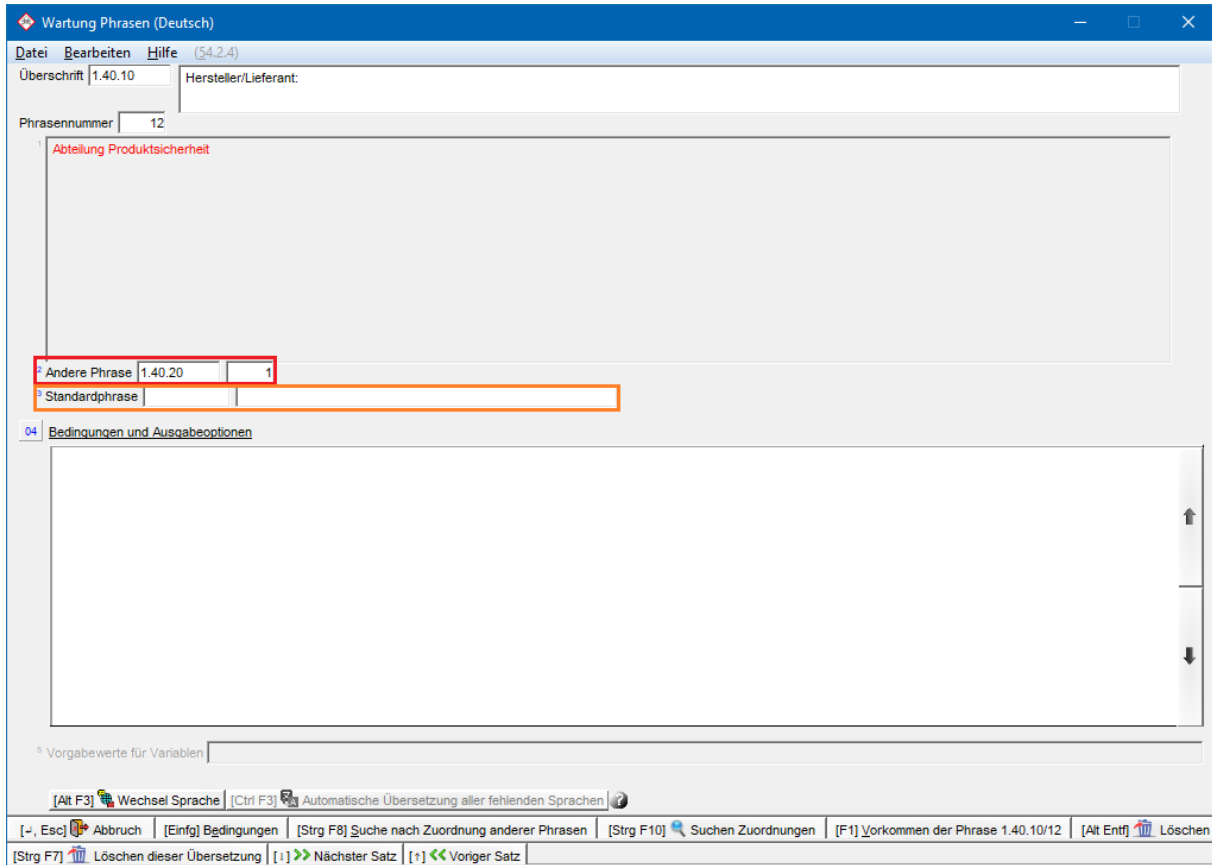 Wartung Phrasen (Deutsch)
Datei Bearbeiten Hilfe (54.2.4)
Überschrift 1.40.10 Hersteller/Lieferant:
Phrasennummer 12
1 Abteilung Produktsicherheit
2 Andere Phrase 1.40.20 1
3 Standardphrase
04 Bedingungen und Ausgabeoptionen
5 Vorgabewerte für Variablen
[Alt F3] Wechsel Sprache [Ctrl F3] Automatische Übersetzung aller fehlenden Sprachen ?
[↵, Esc] Abbruch [Einfg] Bedingungen [Strg F8] Suche nach Zuordnung anderer Phrasen [Strg F10] Suchen Zuordnungen [F1] Vorkommen der Phrase 1.40.10/12 [Alt Entf] Löschen
[Strg F7] Löschen dieser Übersetzung [↓] >> Nächster Satz [↑] << Voriger Satz